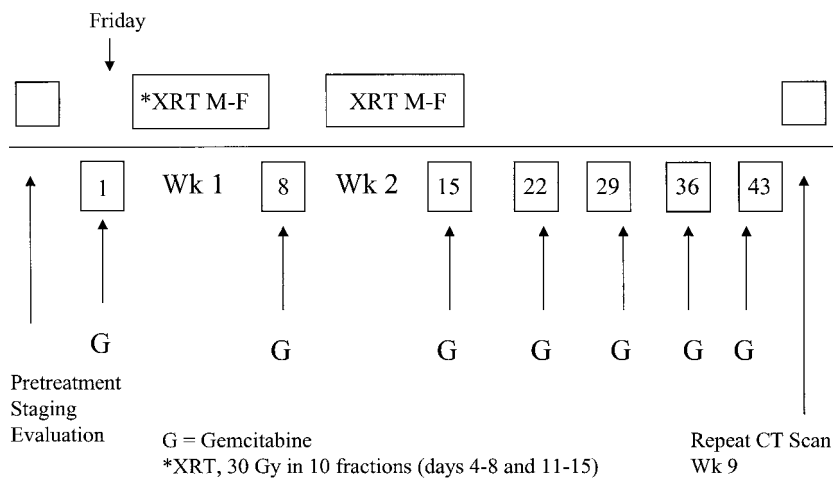 Friday
*XRT M-F XRT M-F
1 Wk 1 8 Wk 2 15 22 29 36 43
G G G G G G G
Pretreatment
Staging
Evaluation
G = Gemcitabine
*XRT, 30 Gy in 10 fractions (days 4-8 and 11-15)
Repeat CT Scan
Wk 9